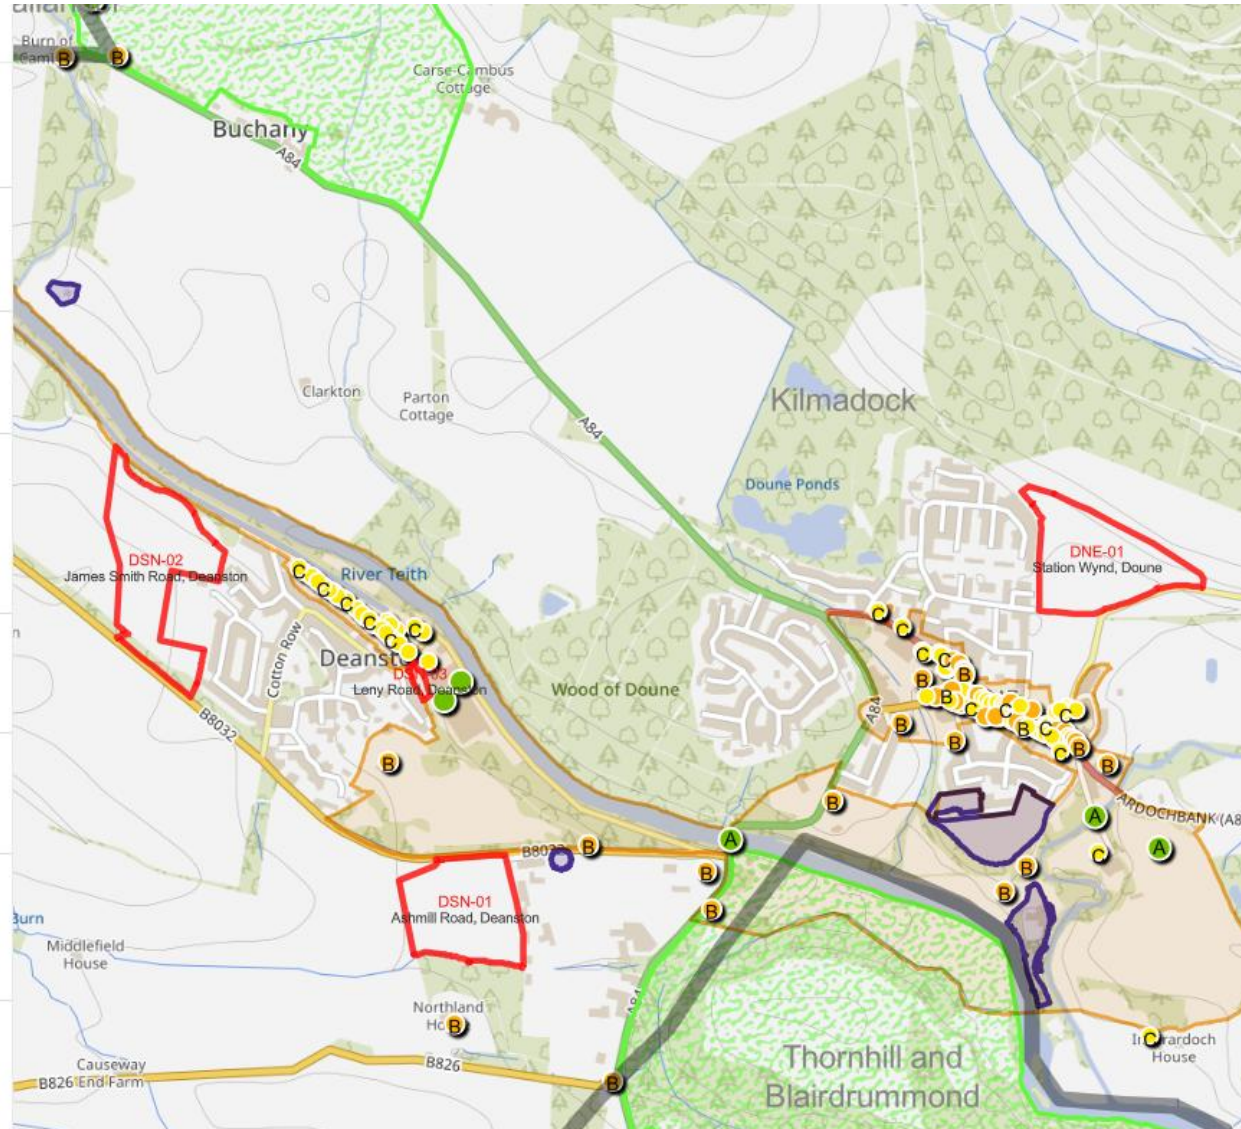 Burn of
Carse-Cambus
Cottage
Buchany
A84
Clarkton
Parton
Cottage
A84
Kilmadock
Doune Ponds
DSN-02
James Smith Road, Deanston
River Teith
DNE-01
Station Wynd, Doune
C
C
C
C
C
C
C
C
Cotton Row
Leny Road, Deanston
Wood of Doune
B
B
B
C
C
B
C
C
C
B
B
B
B
C
B
B8032
A84
B
B
ARDOCHBANK (A8
A
A
B
B
A
C
B
B
B
B
DSN-01
Ashmill Road, Deanston
Burn
Middlefield
House
Northland
B
A84
C
House
Causeway
End Farm
B826
B826
B
Thornhill and
Blairdrummond